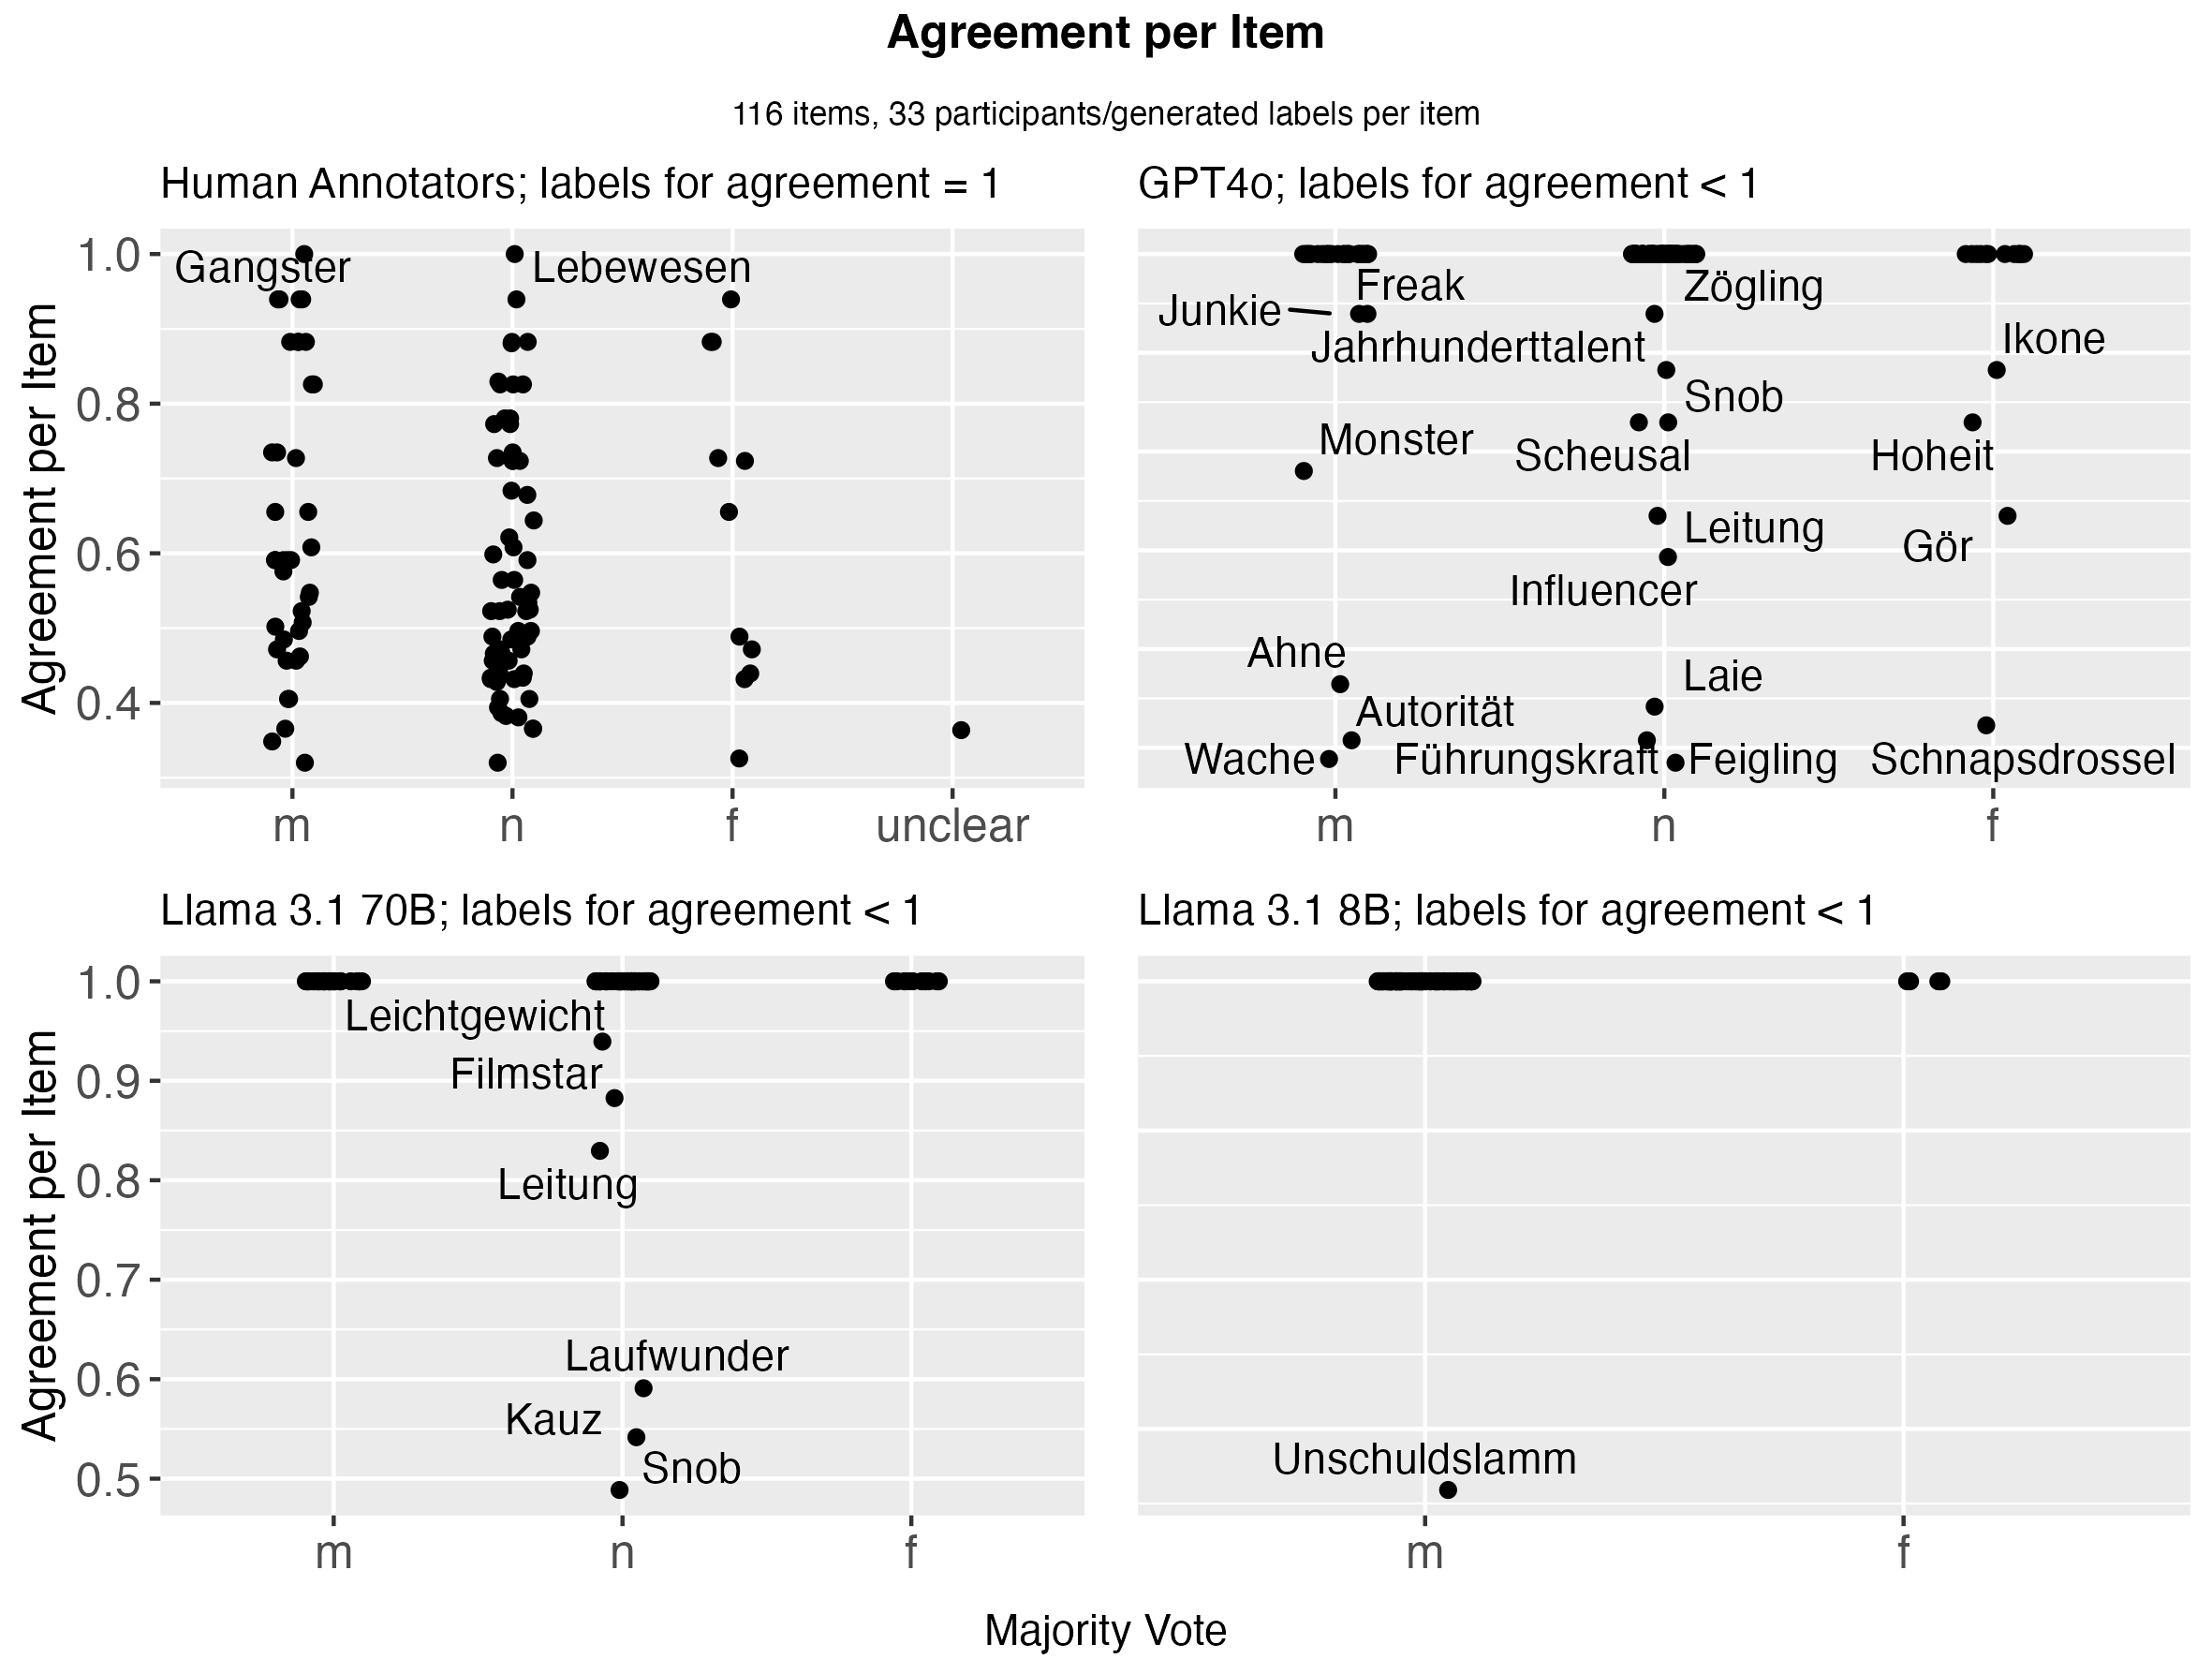 Agreement per Item
116 items, 33 participants/generated labels per item
Human Annotators; labels for agreement = 1
Agreement per Item
1.0
0.8
0.6
0.4
Gangster
Lebewesen
m
n
f
unclear
GPT4o; labels for agreement < 1
Freak
Zögling
Junkie
Jahrhunderttalent
Ikone
Snob
Monster
Scheusal
Hoheit
Leitung
Gör
Influencer
Ahne
Laie
Autorität
Wache
Führungskraft
Feigling
Schnapsdrossel
m
n
f
Llama 3.1 70B; labels for agreement < 1
Agreement per Item
1.0
0.9
0.8
0.7
0.6
0.5
Leichtgewicht
Filmstar
Leitung
Laufwunder
Kauz
Snob
m
n
f
Llama 3.1 8B; labels for agreement < 1
Unschuldslamm
m
f
Majority Vote